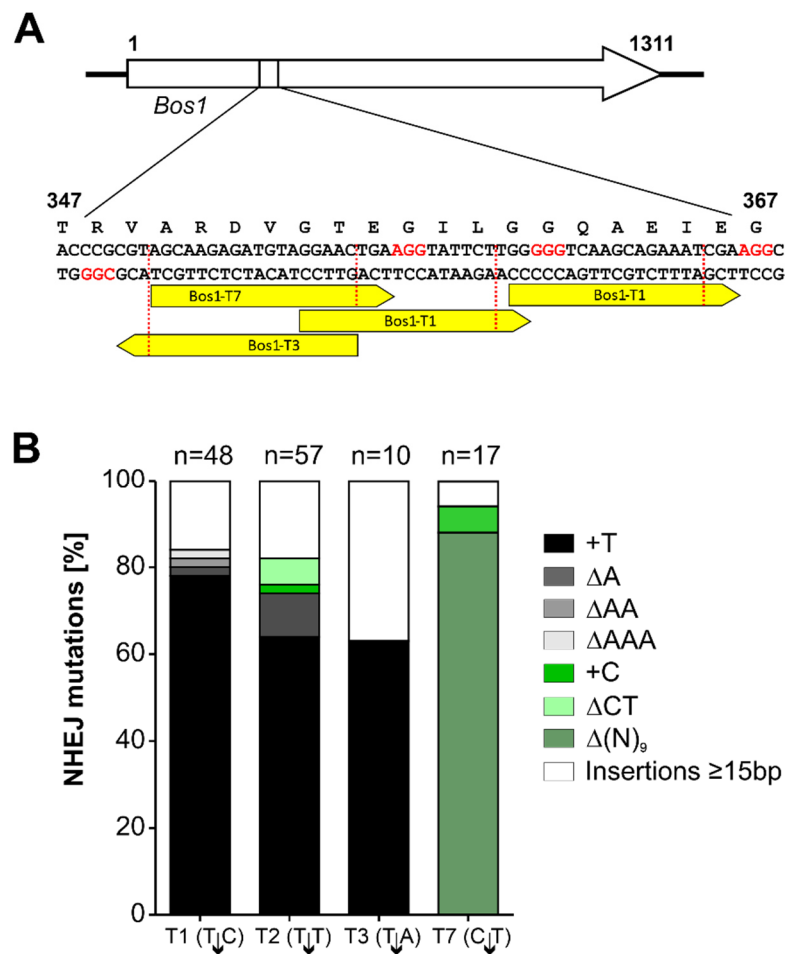 A
1 1311
Bos1
347 367
T R V A R D V G T E G I L G G Q A E I E G
ACCCGCGTAGCAAGAGATGTAGGAACTGAAGGTATTCTTGGGGGTCAAGCAGAAATCGAAGGC
TGGGCGCATCGTTCTCTACATCCTTGACTTCCATAAGAACCCCCAGTTCGTCTTTAGCTTCCG
Bos1-T7 Bos1-T1
Bos1-T1
Bos1-T3
B
n=48 n=57 n=10 n=17
NHEJ mutations [%]
100
80
60
40
20
0
T1 (T↓C) T2 (T↓T) T3 (T↓A) T7 (C↓T)
+T
ΔA
ΔAA
ΔAAA
+C
ΔCT
Δ(N)₉
Insertions ≥15bp